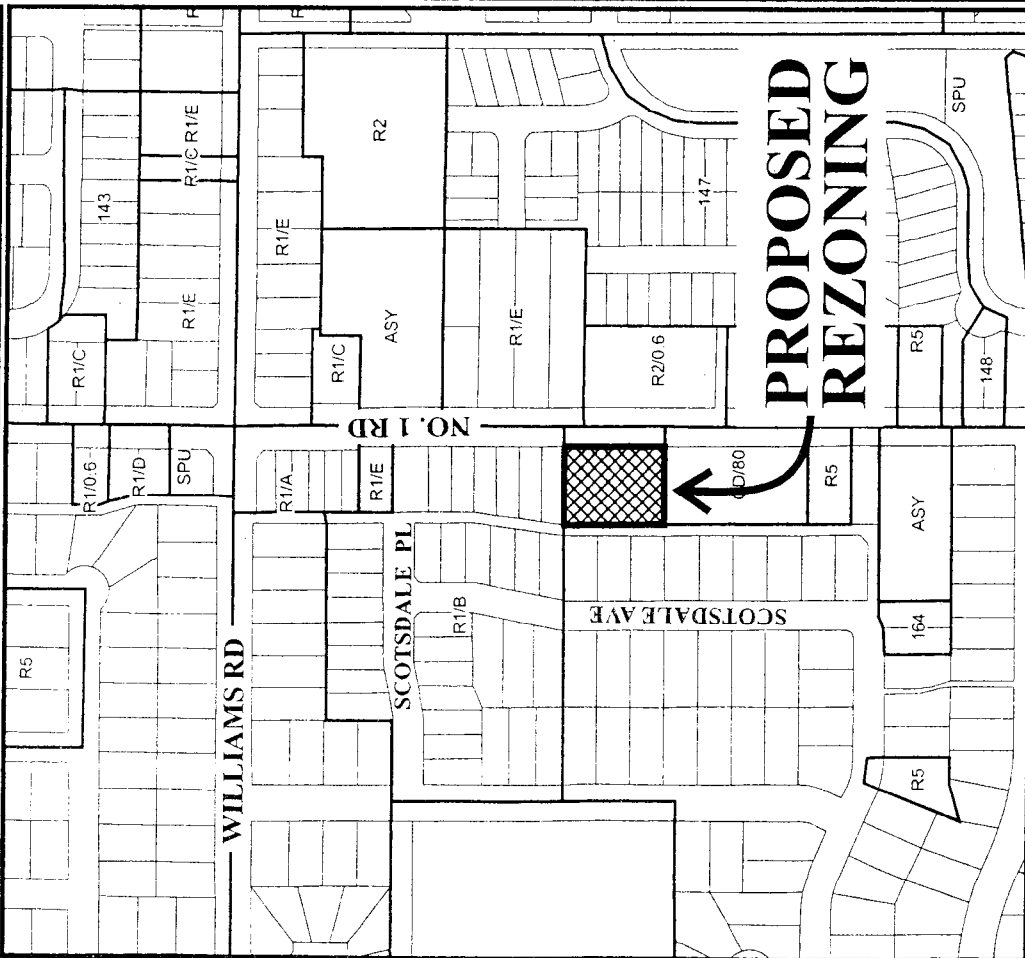 R1/C R1/E
143
R1/E
R1/C
R2
R1/E
ASY
R1/C
R1/E
R2/0.6
147
SPU
R5
148
PROPOSED
REZONING
NO. 1 RD
R1/0.6
R1/D
SPU
R1/A
R1/E
CD/80
R5
ASY
164
R5
SCOTSDALE PL
R1/B
SCOTSDALE AVE
WILLIAMS RD
R5